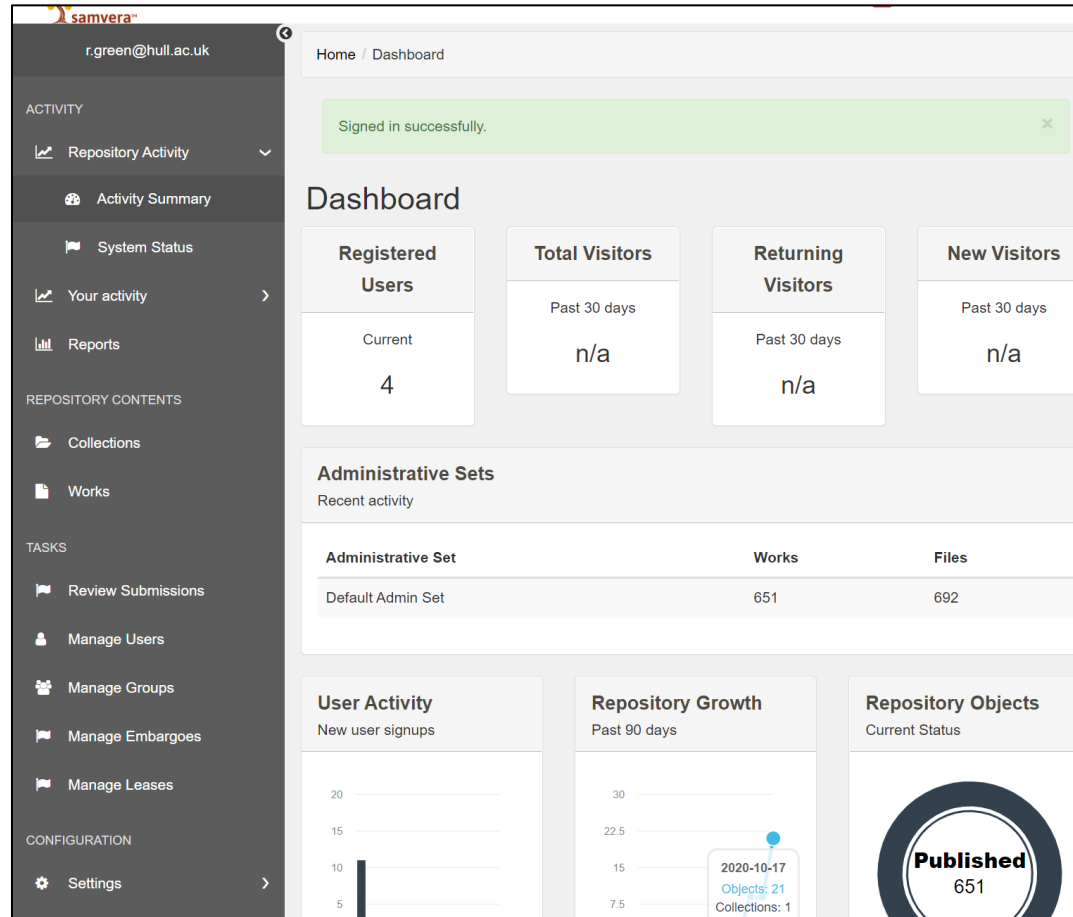 samvera™
r.green@hull.ac.uk
ACTIVITY
Repository Activity
Activity Summary
System Status
Your activity
Reports
REPOSITORY CONTENTS
Collections
Works
TASKS
Review Submissions
Manage Users
Manage Groups
Manage Embargoes
Manage Leases
CONFIGURATION
Settings
Home / Dashboard
Signed in successfully.
×
Dashboard
Registered
Users
Current
4
Total Visitors
Past 30 days
n/a
Returning
Visitors
Past 30 days
n/a
New Visitors
Past 30 days
n/a
Administrative Sets
Recent activity
Administrative Set Works Files
Default Admin Set 651 692
User Activity
New user signups
20
15
10
5
Repository Growth
Past 90 days
30
22.5
15
7.5
2020-10-17
Objects: 21
Collections: 1
Repository Objects
Current Status
Published
651